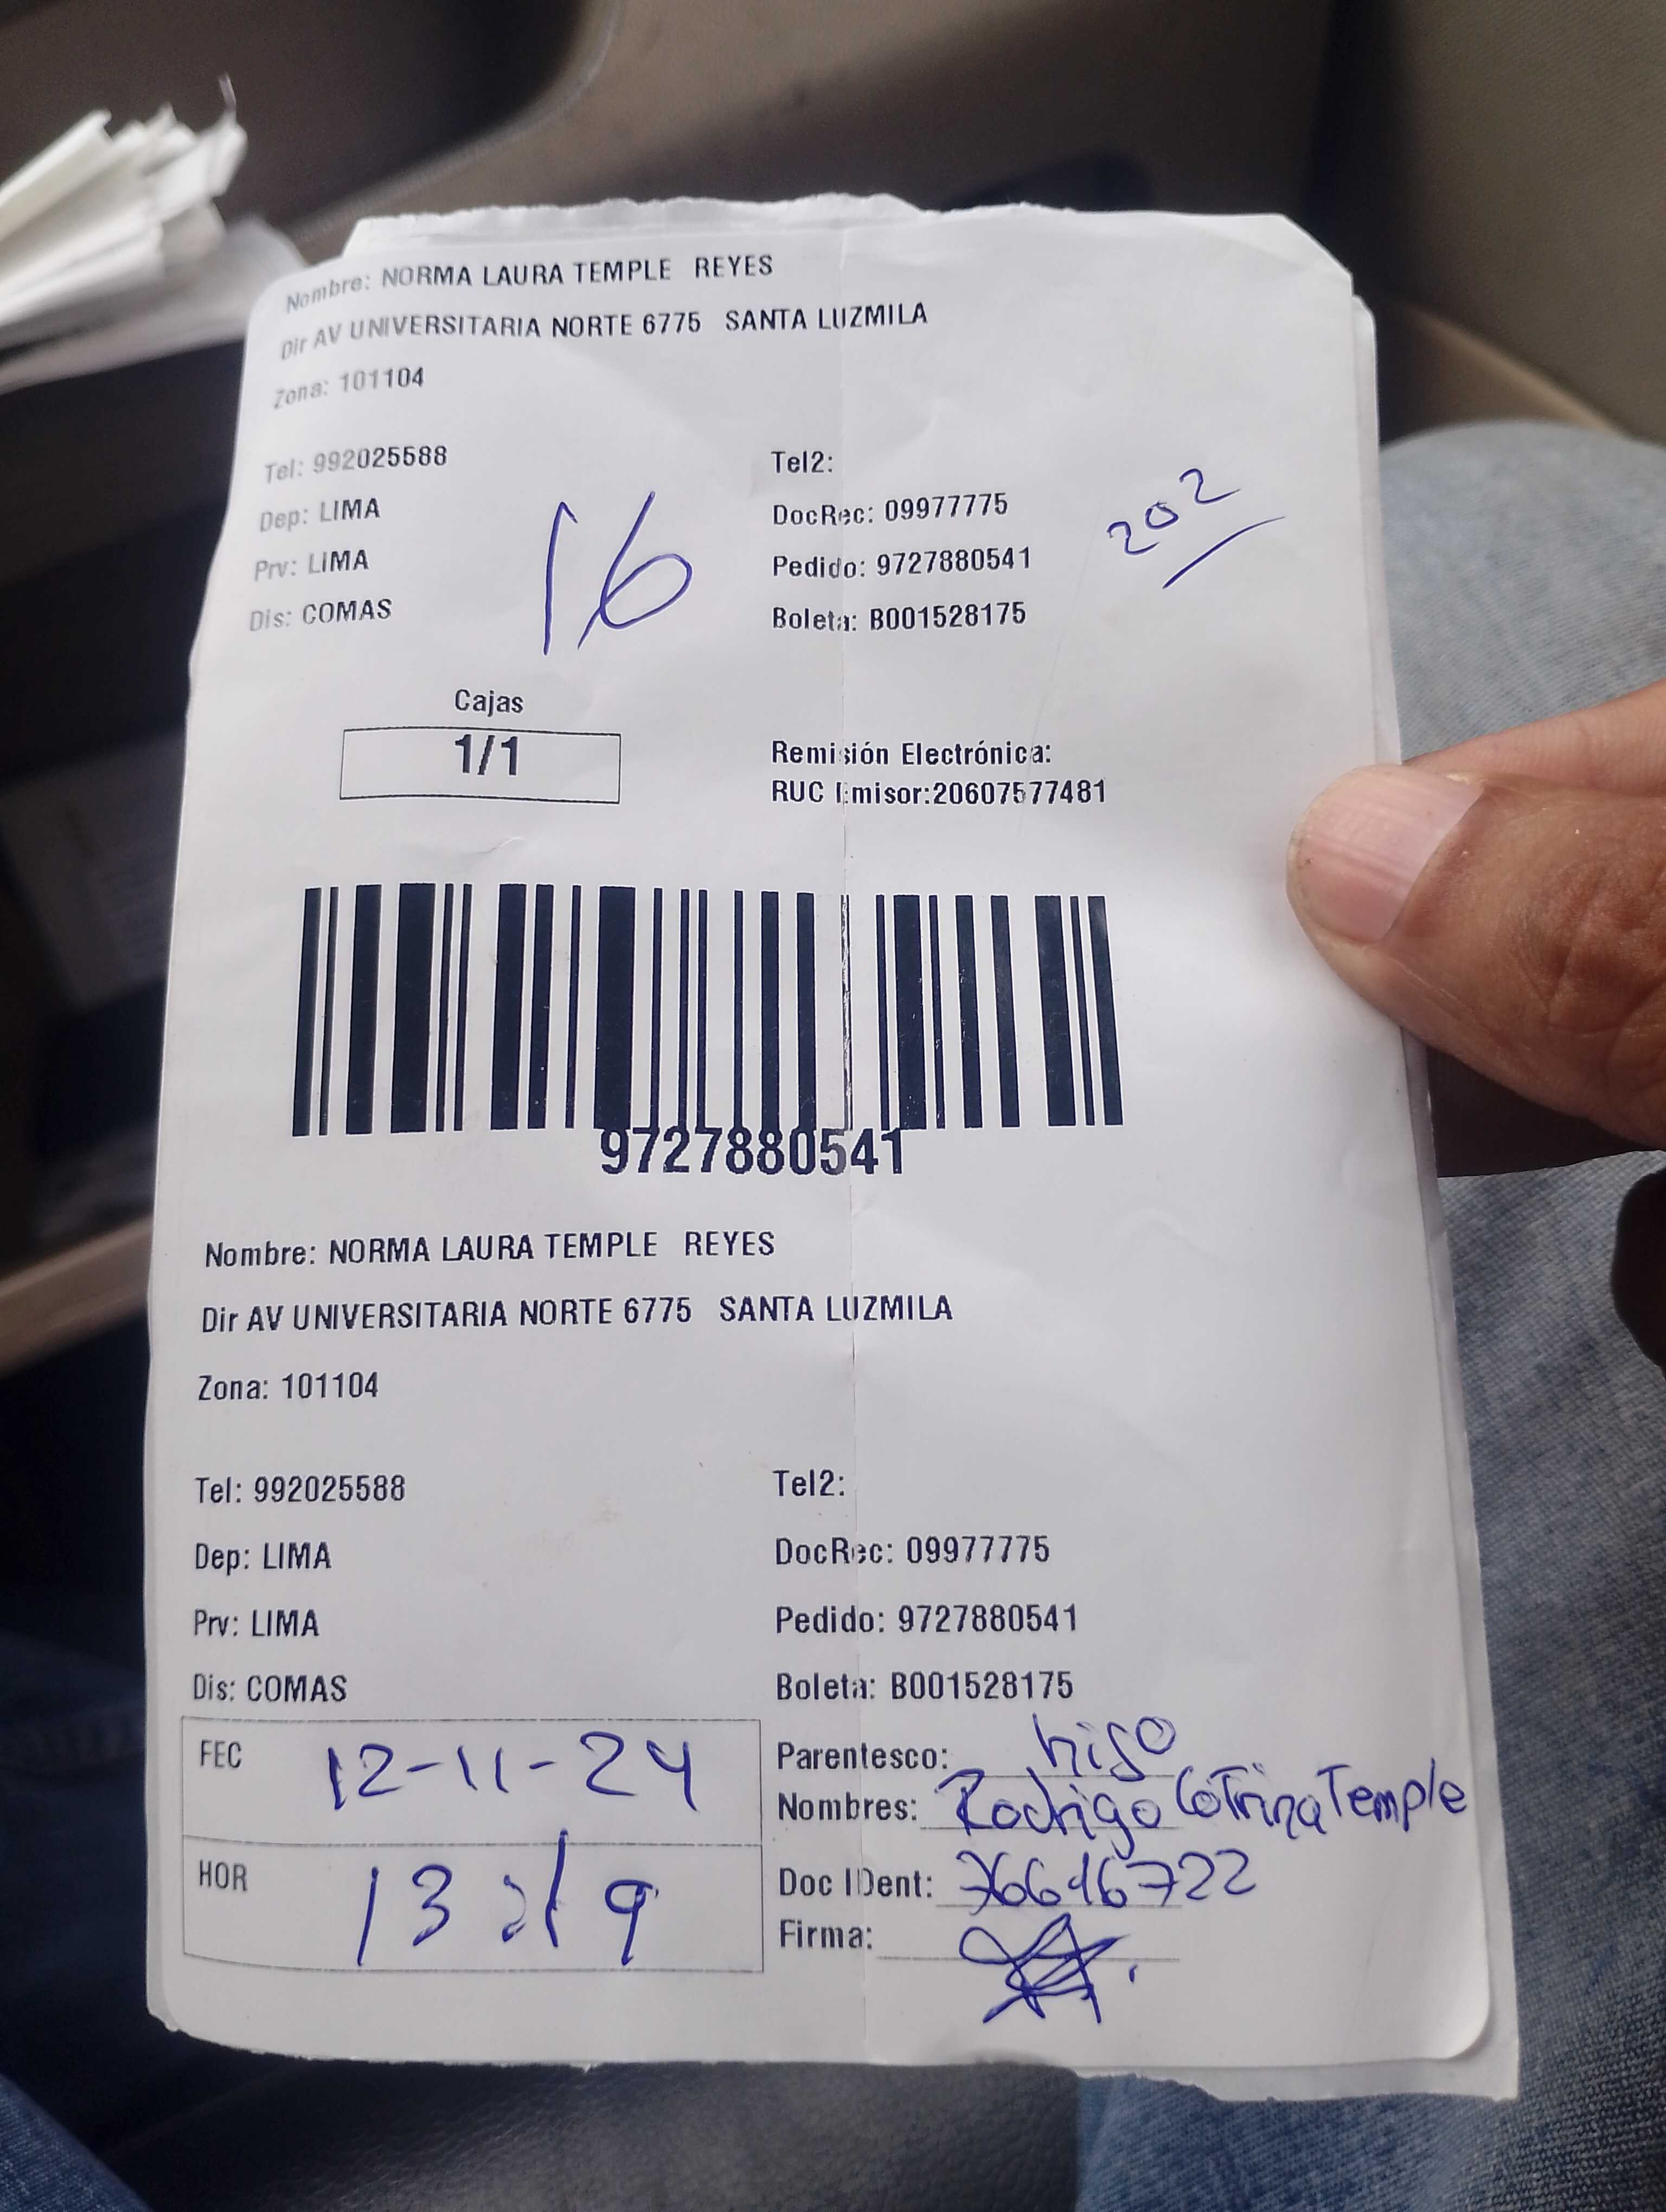 Nombre: NORMA LAURA TEMPLE REYES
Dir AV UNIVERSITARIA NORTE 6775 SANTA LUZMILA
Zona: 101104
Tel: 992025588 Tel2:
Dep: LIMA DocRec: 09977775 202
Prv: LIMA 16 Pedido: 9727880541
Dis: COMAS Boleta: B001528175
Cajas
1/1
Remisión Electrónica:
RUC Emisor:20607577481
9727880541
Nombre: NORMA LAURA TEMPLE REYES
Dir AV UNIVERSITARIA NORTE 6775 SANTA LUZMILA
Zona: 101104
Tel: 992025588 Tel2:
Dep: LIMA DocRec: 09977775
Prv: LIMA Pedido: 9727880541
Dis: COMAS Boleta: B001528175
FEC 12-11-24 Parentesco: hijo
Nombres: Rodrigo Cotrina Temple
HOR 13:19 Doc IDent: 76616722
Firma: